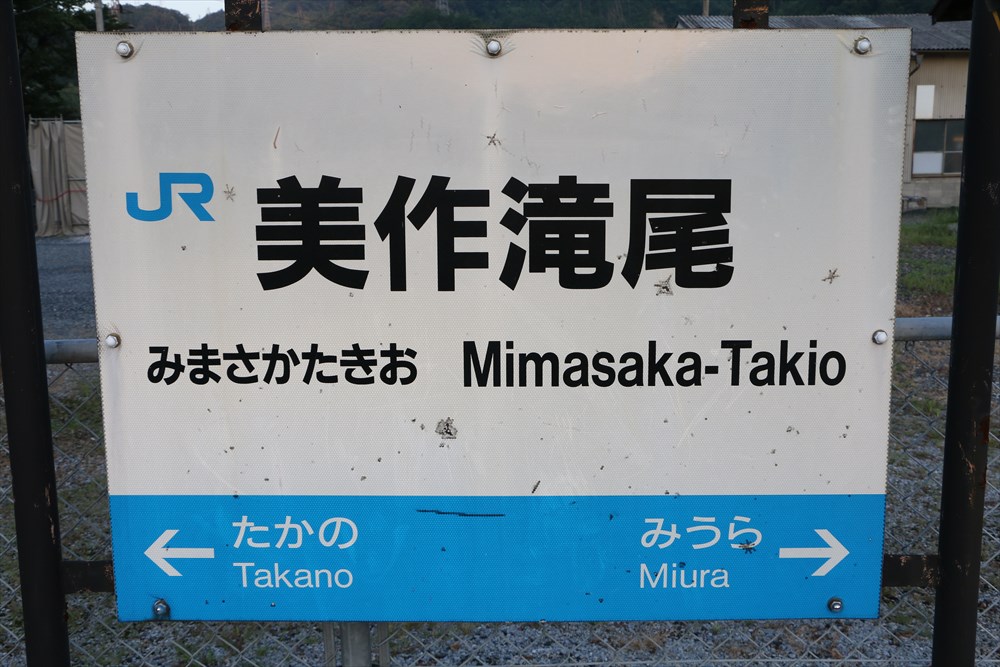 JR 美作滝尾
みまさかたきお Mimasaka-Takio
← たかの みうら →
Takano Miura